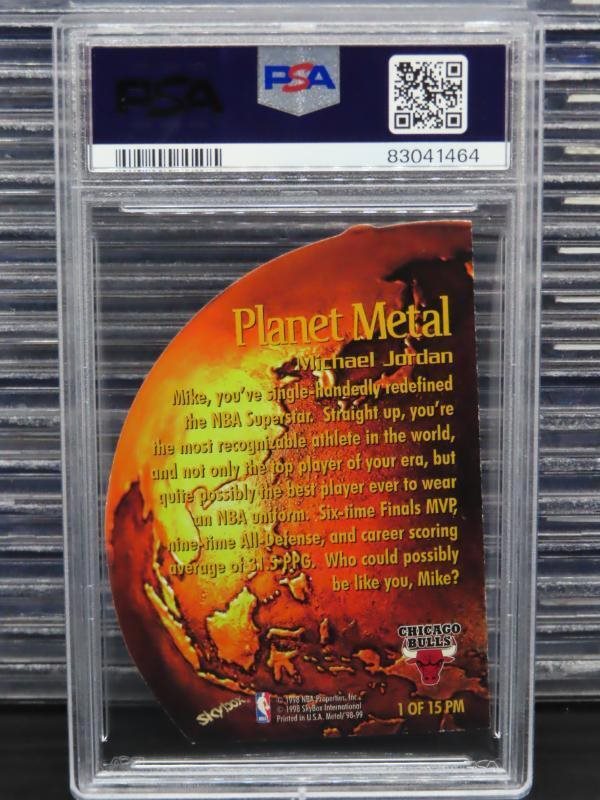 PSA
PSA
83041464
Planet Metal
Michael Jordan
Mike, you've single-handedly redefined
the NBA Superstar. Straight up, you're
the most recognizable athlete in the world,
and not only the top player of your era, but
quite possibly the best player ever to wear
an NBA uniform. Six-time Finals MVP,
nine-time All-Defense, and career scoring
average of 31.5 PPG. Who could possibly
be like you, Mike?
CHICAGO
BULLS
SkyBox
© 1998 NBA Properties, Inc.
© 1998 SkyBox International
Printed in U.S.A. Metal/'98-99
1 OF 15 PM